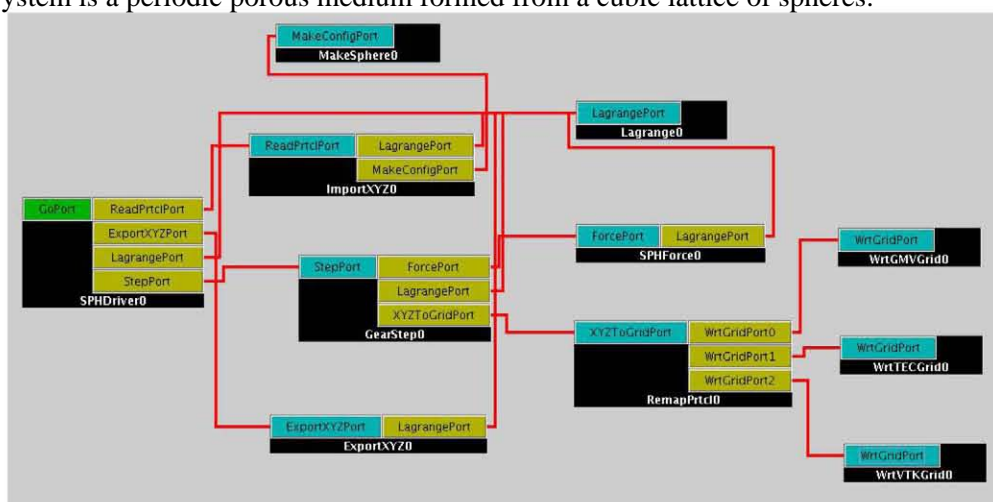 ystem is a periodic porous medium formed from a cubic lattice of spheres.
MakeConfigPort
MakeSphere0
LagrangePort
Lagrange0
ReadPrtclPort LagrangePort
MakeConfigPort
ImportXYZ0
GoPort ReadPrtclPort
ExportXYZPort
LagrangePort
StepPort
SPHDriver0
ForcePort LagrangePort
SPHForce0
WrtGridPort
WrtGMVGrid0
StepPort ForcePort
LagrangePort
XYZToGridPort
GearStep0
XYZToGridPort WrtGridPort0
WrtGridPort1
WrtGridPort2
RemapPrtcl0
WrtGridPort
WrtTECGrid0
ExportXYZPort LagrangePort
ExportXYZ0
WrtGridPort
WrtVTKGrid0